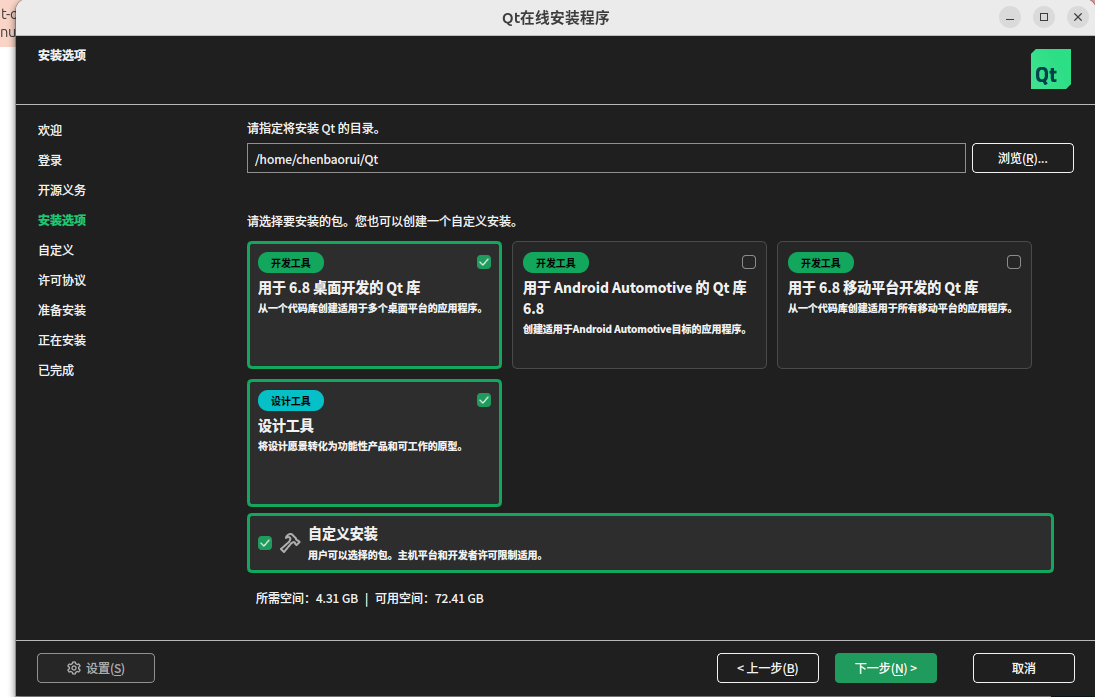 t-o
nu
Qt在线安装程序
安装选项
Qt
欢迎
登录
开源义务
安装选项
自定义
许可协议
准备安装
正在安装
已完成
请指定将安装 Qt 的目录。
/home/chenbaorui/Qt
浏览(R)...
请选择要安装的包。您也可以创建一个自定义安装。
开发工具
用于 6.8 桌面开发的 Qt 库
从一个代码库创建适用于多个桌面平台的应用程序。
开发工具
用于 Android Automotive 的 Qt 库
6.8
创建适用于Android Automotive目标的应用程序。
开发工具
用于 6.8 移动平台开发的 Qt 库
从一个代码库创建适用于所有移动平台的应用程序。
设计工具
设计工具
将设计愿景转化为功能性产品和可工作的原型。
自定义安装
用户可以选择的包。主机平台和开发者许可限制适用。
所需空间：4.31 GB | 可用空间：72.41 GB
设置(S)
< 上一步(B)
下一步(N) >
取消